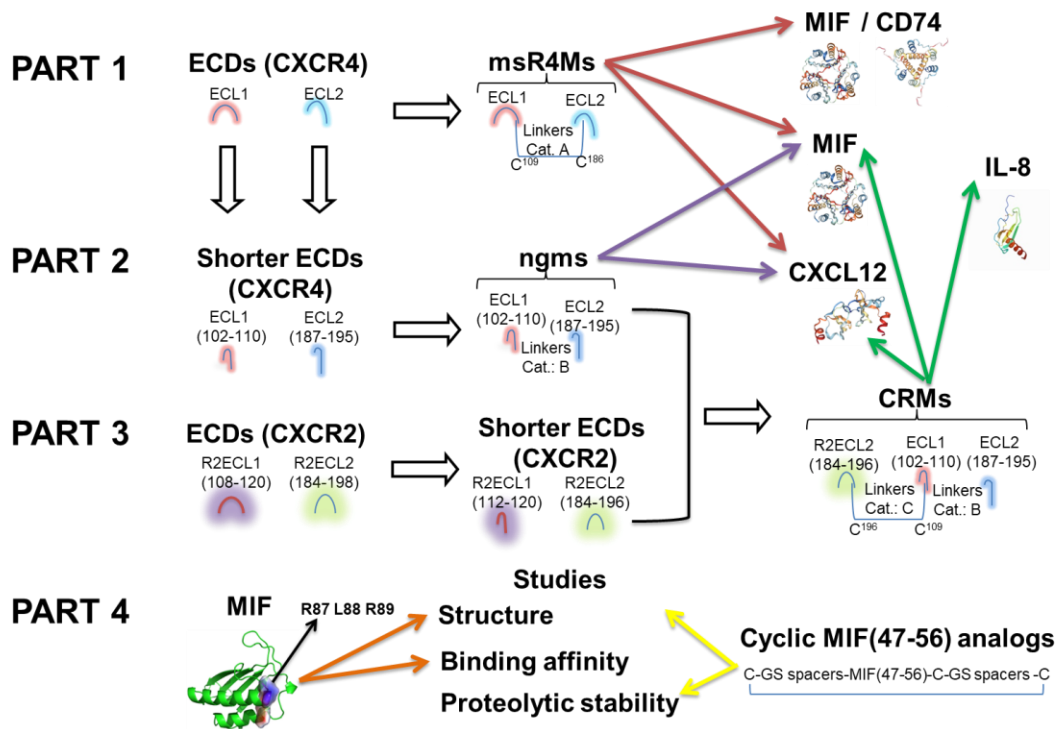 PART 1
ECDs (CXCR4)
ECL1
ECL2
msR4Ms
ECL1
ECL2
Linkers
Cat. A
C109
C186
MIF / CD74
MIF
IL-8
CXCL12
PART 2
Shorter ECDs
(CXCR4)
ECL1
(102-110)
ECL2
(187-195)
ngms
ECL1
(102-110)
ECL2
(187-195)
Linkers
Cat.: B
PART 3
ECDs (CXCR2)
R2ECL1
(108-120)
R2ECL2
(184-198)
Shorter ECDs
(CXCR2)
R2ECL1
(112-120)
R2ECL2
(184-196)
CRMs
R2ECL2
(184-196)
ECL1
(102-110)
ECL2
(187-195)
Linkers
Cat.: C
Linkers
Cat.: B
C196
C109
PART 4
MIF
R87 L88 R89
Studies
Structure
Binding affinity
Proteolytic stability
Cyclic MIF(47-56) analogs
C-GS spacers-MIF(47-56)-C-GS spacers -C